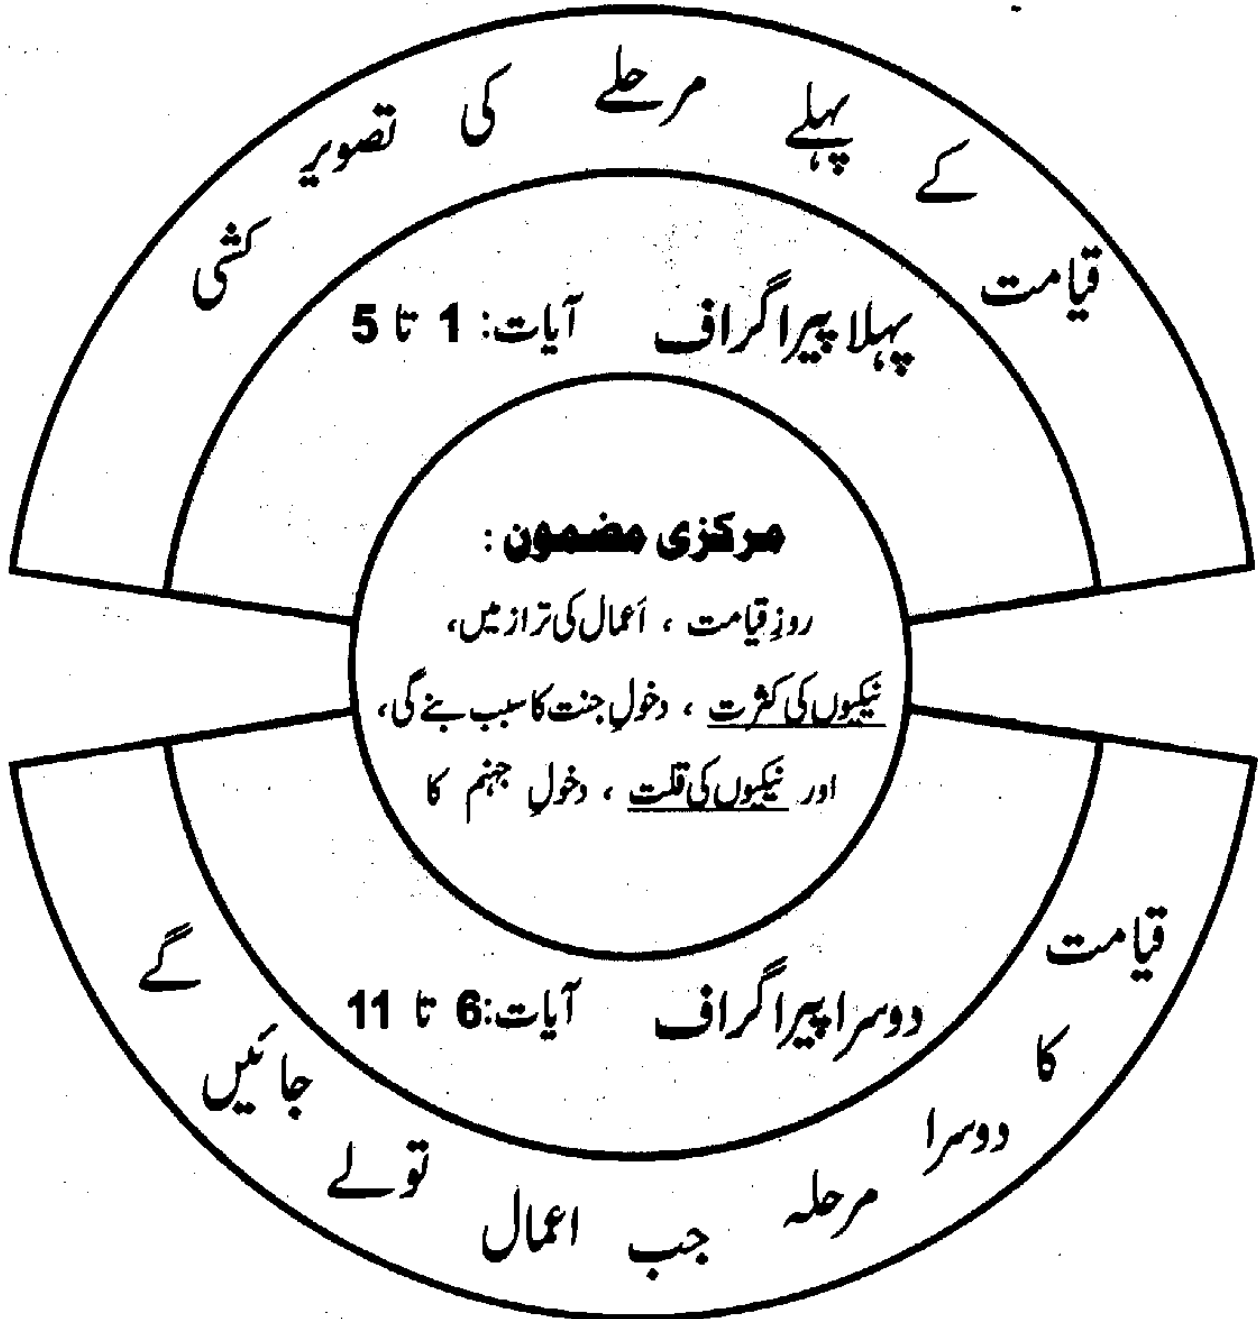 قیامت کے پہلے مرحلے کی تصویر کشی
پہلا پیراگراف آیات: 1 تا 5
مرکزی مضمون :
روزِ قیامت ، اَعمال کی تراز میں،
نیکیوں کی کثرت ، دخولِ جنت کا سبب بنے گی،
اور نیکیوں کی قلت ، دخولِ جہنم کا
دوسرا پیراگراف آیات:6 تا 11
قیامت کا دوسرا مرحلہ جب اعمال تولے جائیں گے